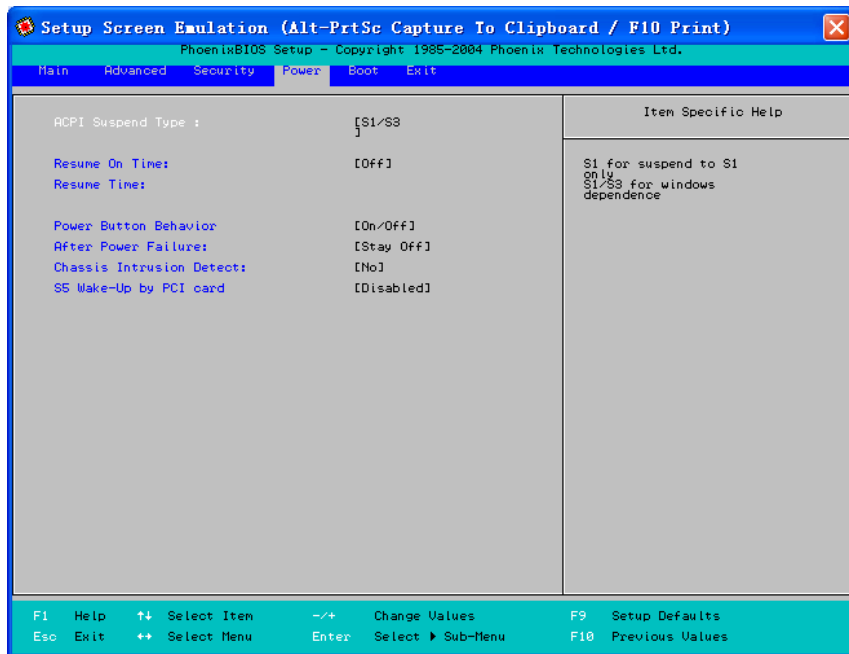 Setup Screen Emulation (Alt-PrtSc Capture To Clipboard / F10 Print)
PhoenixBIOS Setup - Copyright 1985-2004 Phoenix Technologies Ltd.
Main Advanced Security Power Boot Exit
ACPI Suspend Type : [S1/S3
]
Resume On Time: [Off]
Resume Time:
Power Button Behavior [On/Off]
After Power Failure: [Stay Off]
Chassis Intrusion Detect: [No]
S5 Wake-Up by PCI card [Disabled]
Item Specific Help
S1 for suspend to S1
only
S1/S3 for windows
dependence
F1 Help ↑↓ Select Item -/+ Change Values F9 Setup Defaults
Esc Exit ↔ Select Menu Enter Select ▶ Sub-Menu F10 Previous Values